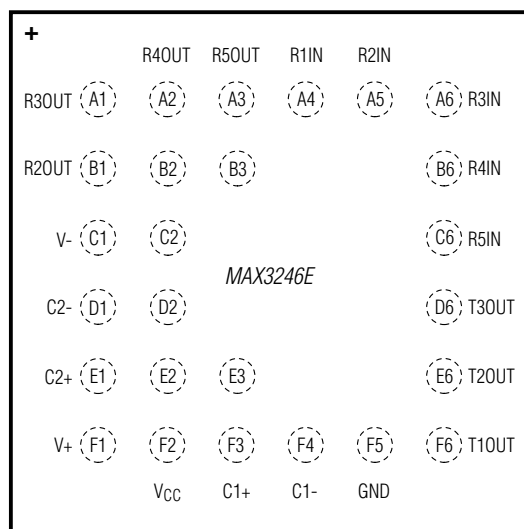 +
R4OUT R5OUT R1IN R2IN
R3OUT A1 A2 A3 A4 A5 A6 R3IN
R2OUT B1 B2 B3 B6 R4IN
V- C1 C2 C6 R5IN
MAX3246E
C2- D1 D2 D6 T3OUT
C2+ E1 E2 E3 E6 T2OUT
V+ F1 F2 F3 F4 F5 F6 T1OUT
VCC C1+ C1- GND